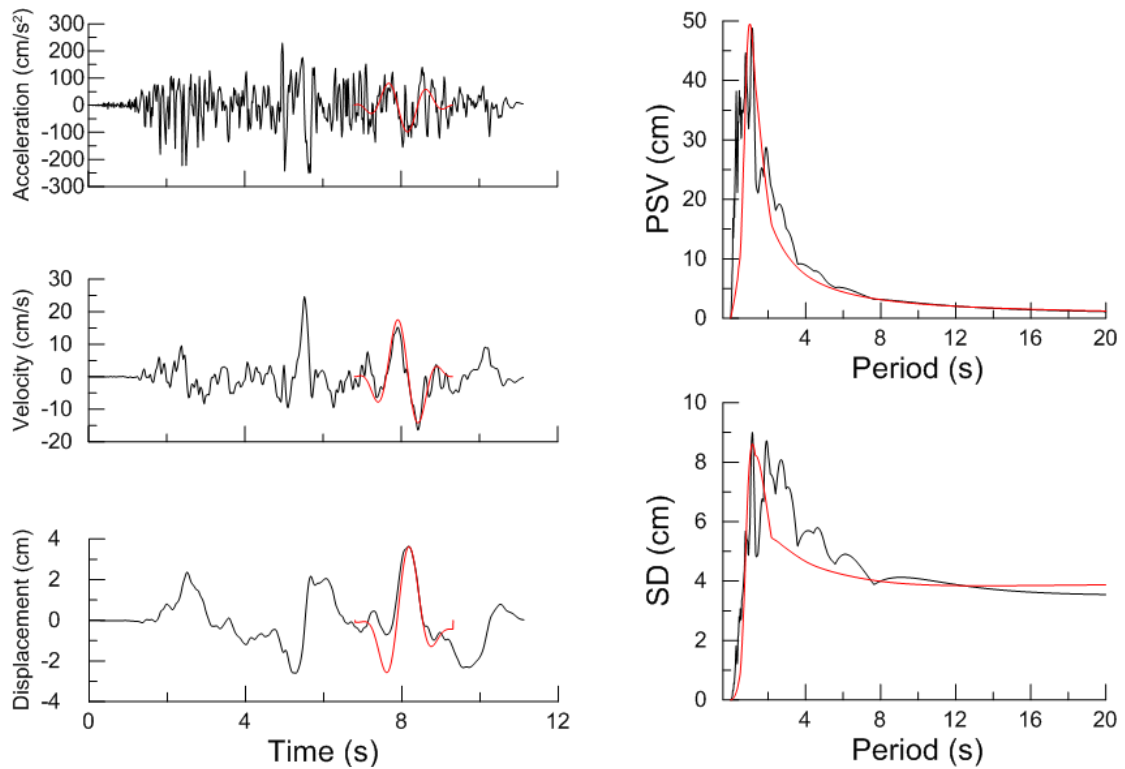 Acceleration (cm/s²)
300
200
100
0
-100
-200
-300
Velocity (cm/s)
30
20
10
0
-10
-20
Displacement (cm)
4
2
0
-2
-4
0 4 8 12
Time (s)
PSV (cm)
50
40
30
20
10
0
4 8 12 16 20
Period (s)
SD (cm)
10
8
6
4
2
0
4 8 12 16 20
Period (s)